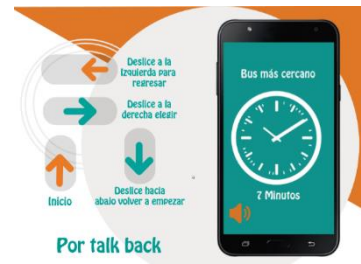 Deslice a la
Izquierda para
regresar
Deslice a la
derecha elegir
Inicio
Deslice hacia
abajo volver a empezar
Por talk back
Bus más cercano
7 Minutos